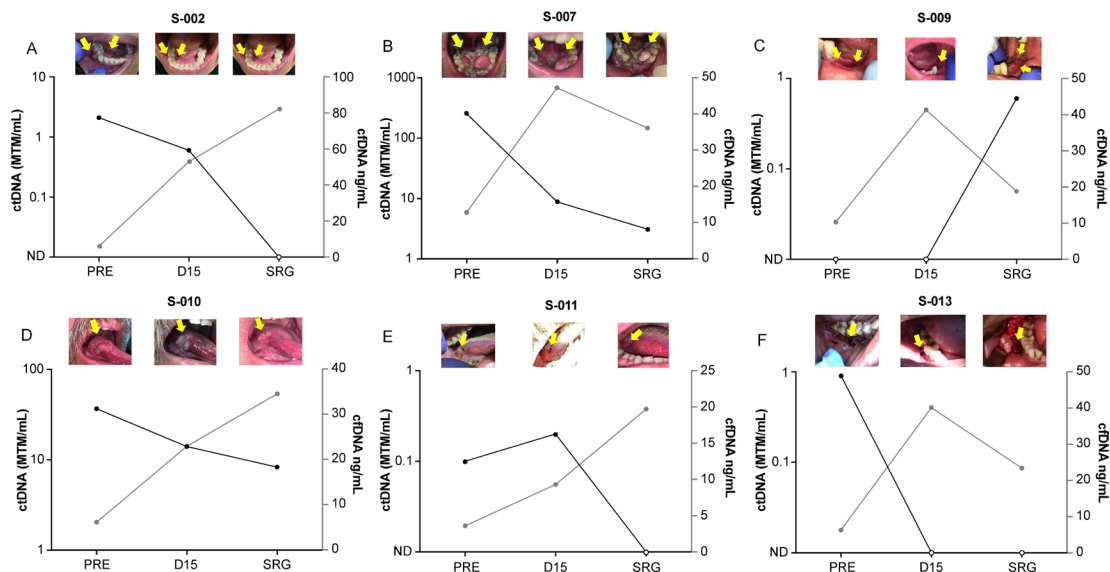 S-002
A
10
1
0.1
ND
ctDNA (MTM/mL)
100
80
60
40
20
0
cfDNA ng/mL
PRE
D15
SRG
S-007
B
1000
100
10
1
ctDNA (MTM/mL)
50
40
30
20
10
0
cfDNA ng/mL
PRE
D15
SRG
S-009
C
1
0.1
ND
ctDNA (MTM/mL)
50
40
30
20
10
0
cfDNA ng/mL
PRE
D15
SRG
S-010
D
100
10
1
ctDNA (MTM/mL)
40
30
20
10
0
cfDNA ng/mL
PRE
D15
SRG
S-011
E
1
0.1
ND
ctDNA (MTM/mL)
25
20
15
10
5
0
cfDNA ng/mL
PRE
D15
SRG
S-013
F
1
0.1
ND
ctDNA (MTM/mL)
50
40
30
20
10
0
cfDNA ng/mL
PRE
D15
SRG